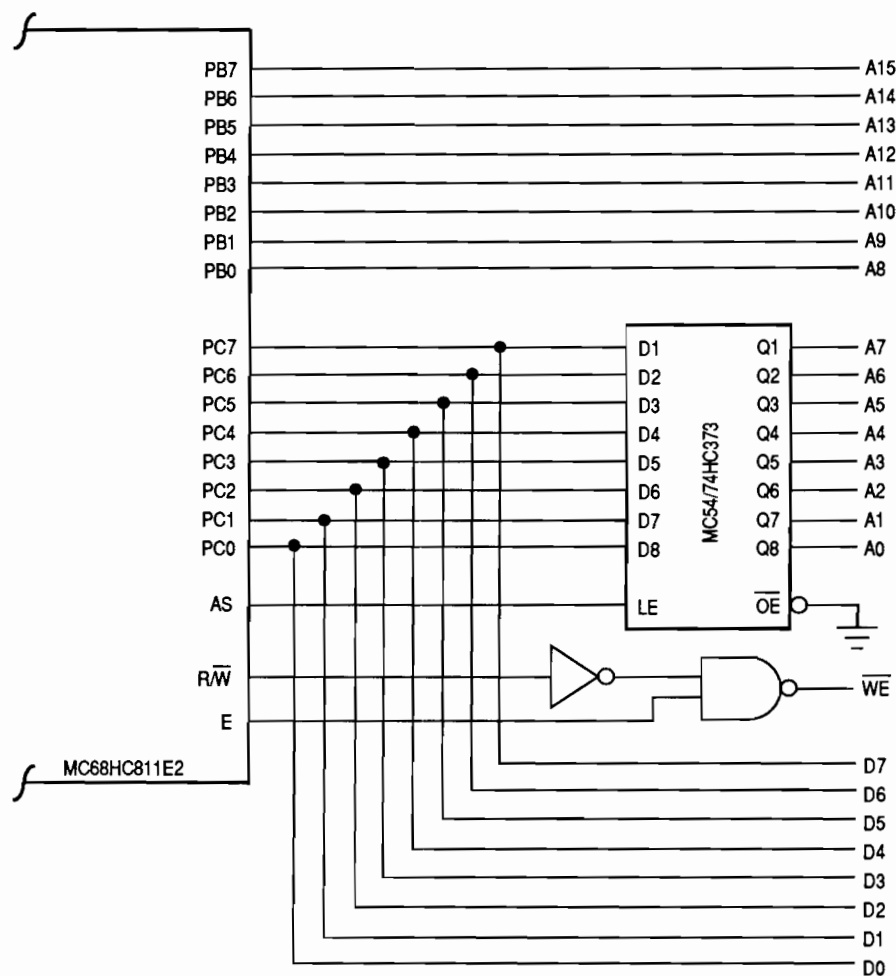 PB7 A15
PB6 A14
PB5 A13
PB4 A12
PB3 A11
PB2 A10
PB1 A9
PB0 A8
PC7 D1 Q1 A7
PC6 D2 Q2 A6
PC5 D3 Q3 A5
PC4 D4 Q4 A4
PC3 D5 Q5 A3
PC2 D6 Q6 A2
PC1 D7 Q7 A1
PC0 D8 Q8 A0
MC54/74HC373
AS LE O̅E̅
R/W̅ W̅E̅
E
MC68HC811E2 D7
D6
D5
D4
D3
D2
D1
D0